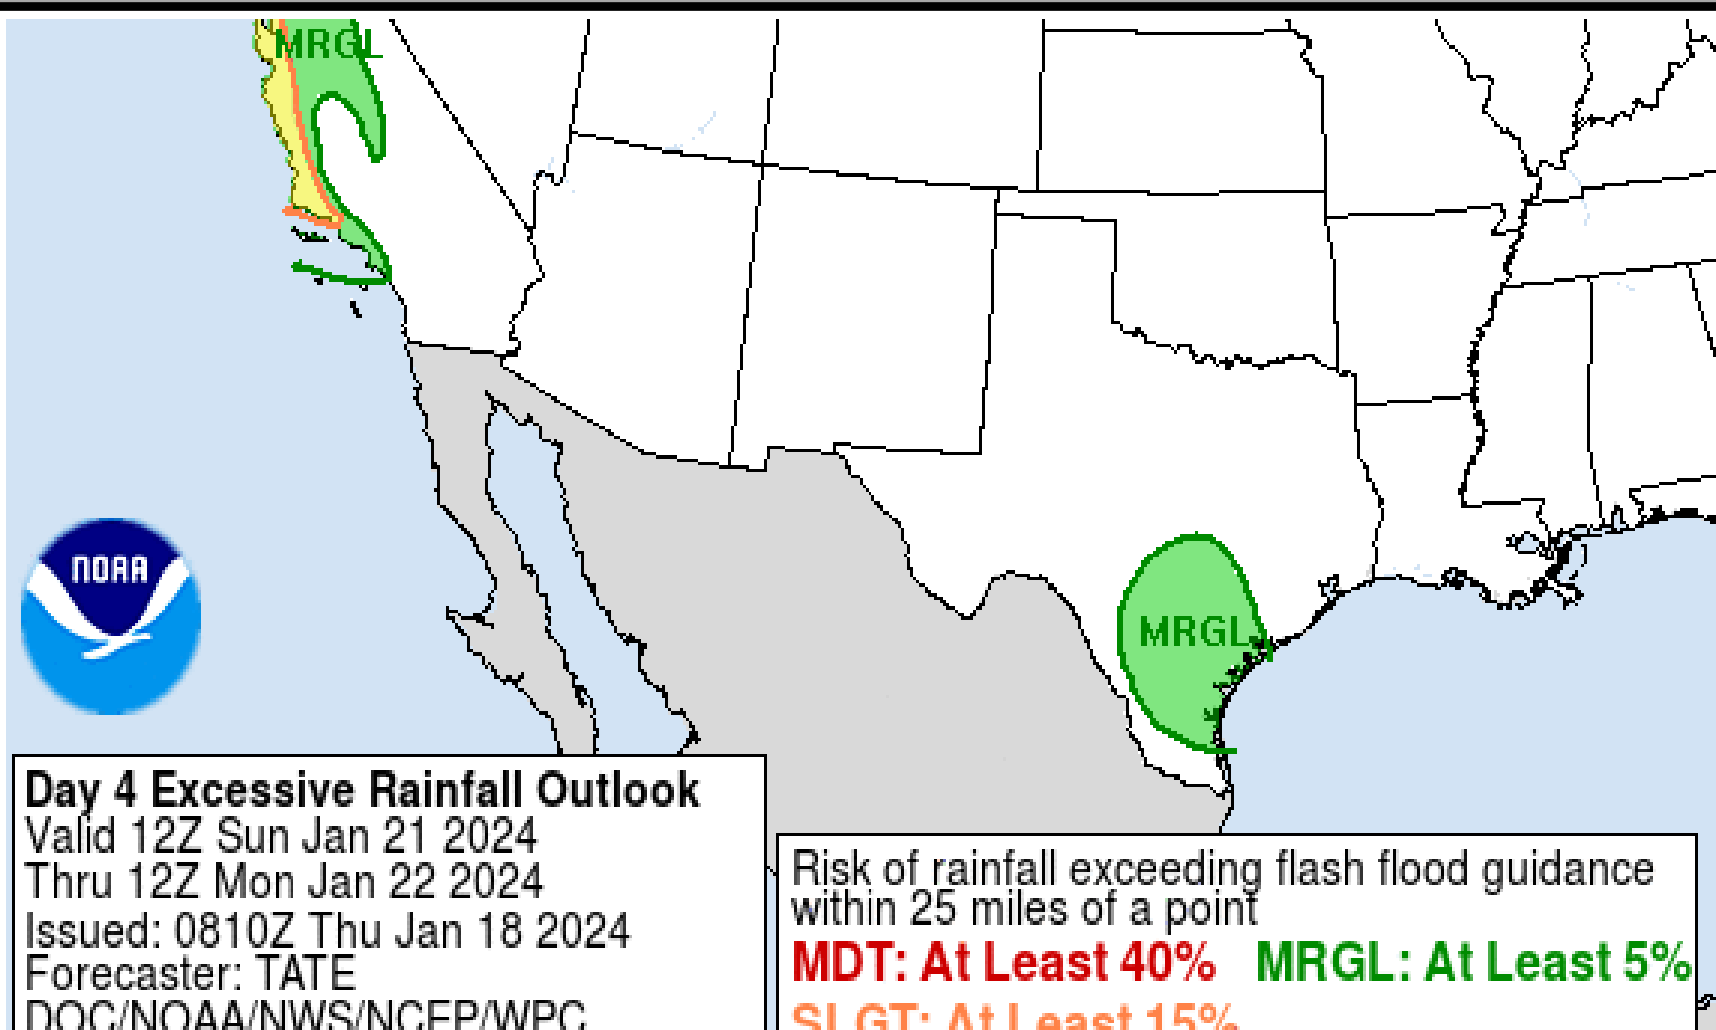 MRGL
NOAA
MRGL
Day 4 Excessive Rainfall Outlook
Valid 12Z Sun Jan 21 2024
Thru 12Z Mon Jan 22 2024
Issued: 0810Z Thu Jan 18 2024
Forecaster: TATE
DOC/NOAA/NWS/NCEP/WPC
Risk of rainfall exceeding flash flood guidance
within 25 miles of a point
MDT: At Least 40% MRGL: At Least 5%
SLGT: At Least 15%